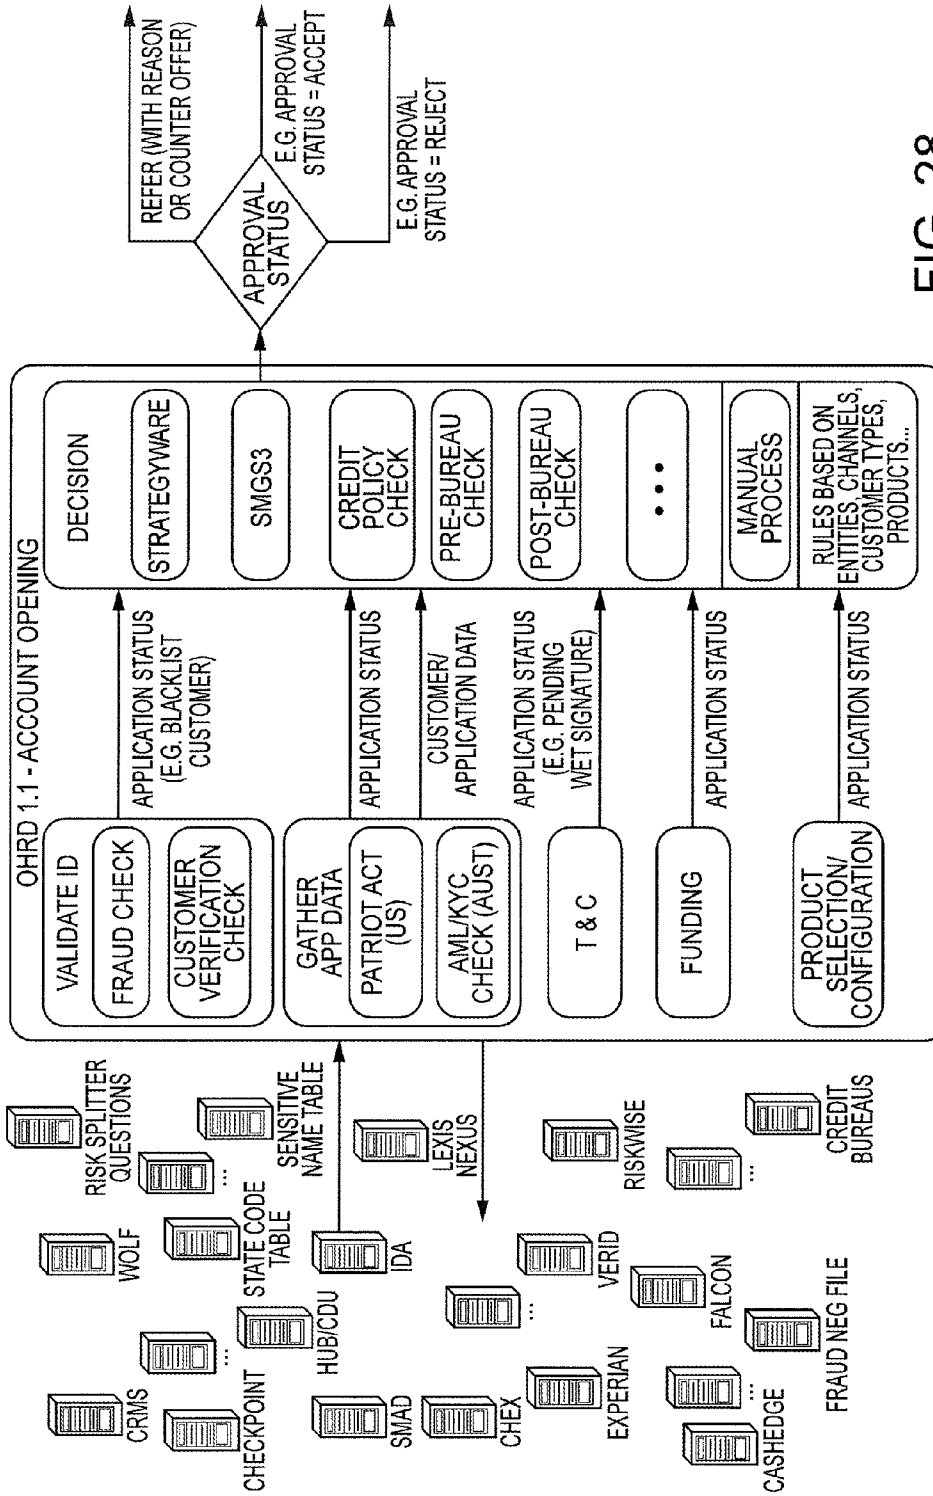 OHRD 1.1 - ACCOUNT OPENING
CRMS
WOLF
RISK SPLITTER
QUESTIONS
...
...
CHECKPOINT
STATE CODE
TABLE
SENSITIVE
NAME TABLE
HUB/CDU
SMAD
IDA
LEXIS
NEXUS
CHEX
...
EXPERIAN
VERID
RISKWISE
FALCON
...
...
CASHEDGE
FRAUD NEG FILE
CREDIT
BUREAUS
VALIDATE ID
FRAUD CHECK
CUSTOMER
VERIFICATION
CHECK
GATHER
APP DATA
PATRIOT ACT
(US)
AML/KYC
CHECK (AUST)
T & C
FUNDING
PRODUCT
SELECTION/
CONFIGURATION
APPLICATION STATUS
(E.G. BLACKLIST
CUSTOMER)
APPLICATION STATUS
CUSTOMER/
APPLICATION DATA
APPLICATION STATUS
(E.G. PENDING
WET SIGNATURE)
APPLICATION STATUS
APPLICATION STATUS
DECISION
STRATEGYWARE
SMGS3
CREDIT
POLICY
CHECK
PRE-BUREAU
CHECK
POST-BUREAU
CHECK
...
MANUAL
PROCESS
RULES BASED ON
ENTITIES, CHANNELS,
CUSTOMER TYPES,
PRODUCTS...
APPROVAL
STATUS
REFER (WITH REASON
OR COUNTER OFFER)
E.G. APPROVAL
STATUS = ACCEPT
E.G. APPROVAL
STATUS = REJECT
FIG. 28